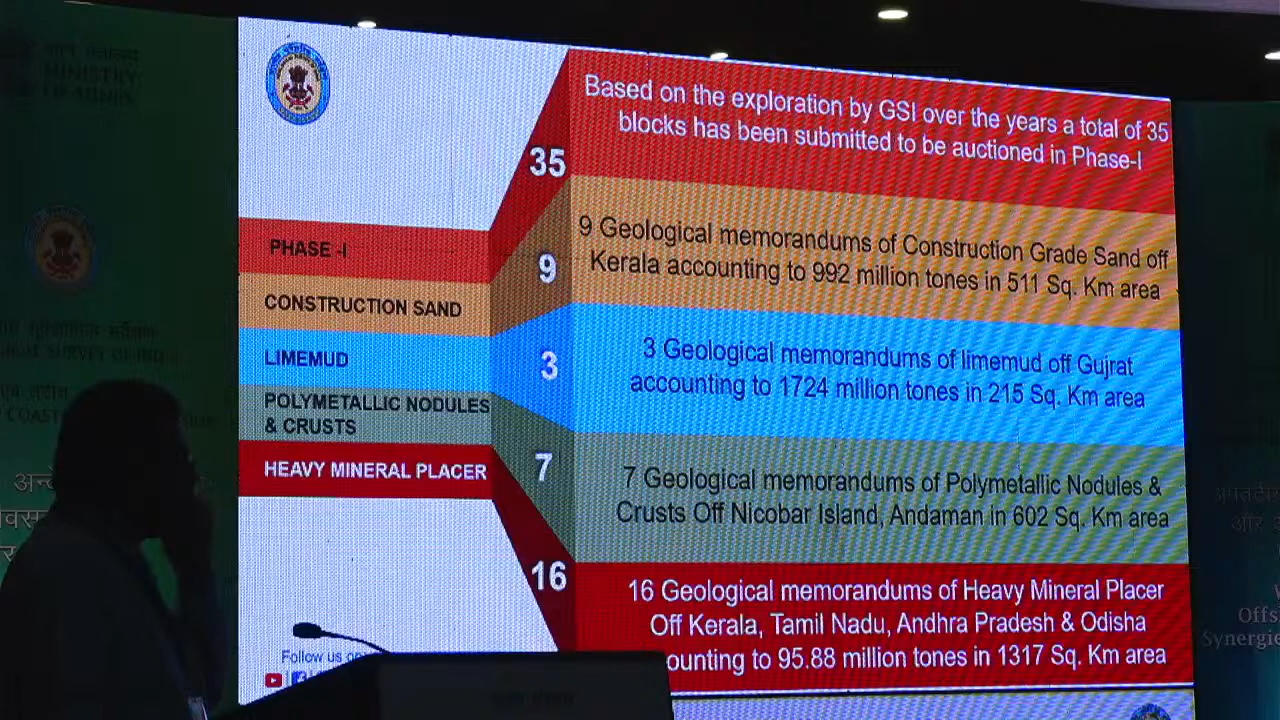 MINISTRY
OF MINES
Based on the exploration by GSI over the years a total of 35
blocks has been submitted to be auctioned in Phase-I
35
PHASE -I
9 Geological memorandums of Construction Grade Sand off
Kerala accounting to 992 million tones in 511 Sq. Km area
9
CONSTRUCTION SAND
3 Geological memorandums of limemud off Gujrat
accounting to 1724 million tones in 215 Sq. Km area
3
LIMEMUD
7 Geological memorandums of Polymetallic Nodules &
Crusts Off Nicobar Island, Andaman in 602 Sq. Km area
7
POLYMETALLIC NODULES
& CRUSTS
16 Geological memorandums of Heavy Mineral Placer
Off Kerala, Tamil Nadu, Andhra Pradesh & Odisha
ounting to 95.88 million tones in 1317 Sq. Km area
16
HEAVY MINERAL PLACER
Follow us on
Offs
Synergie